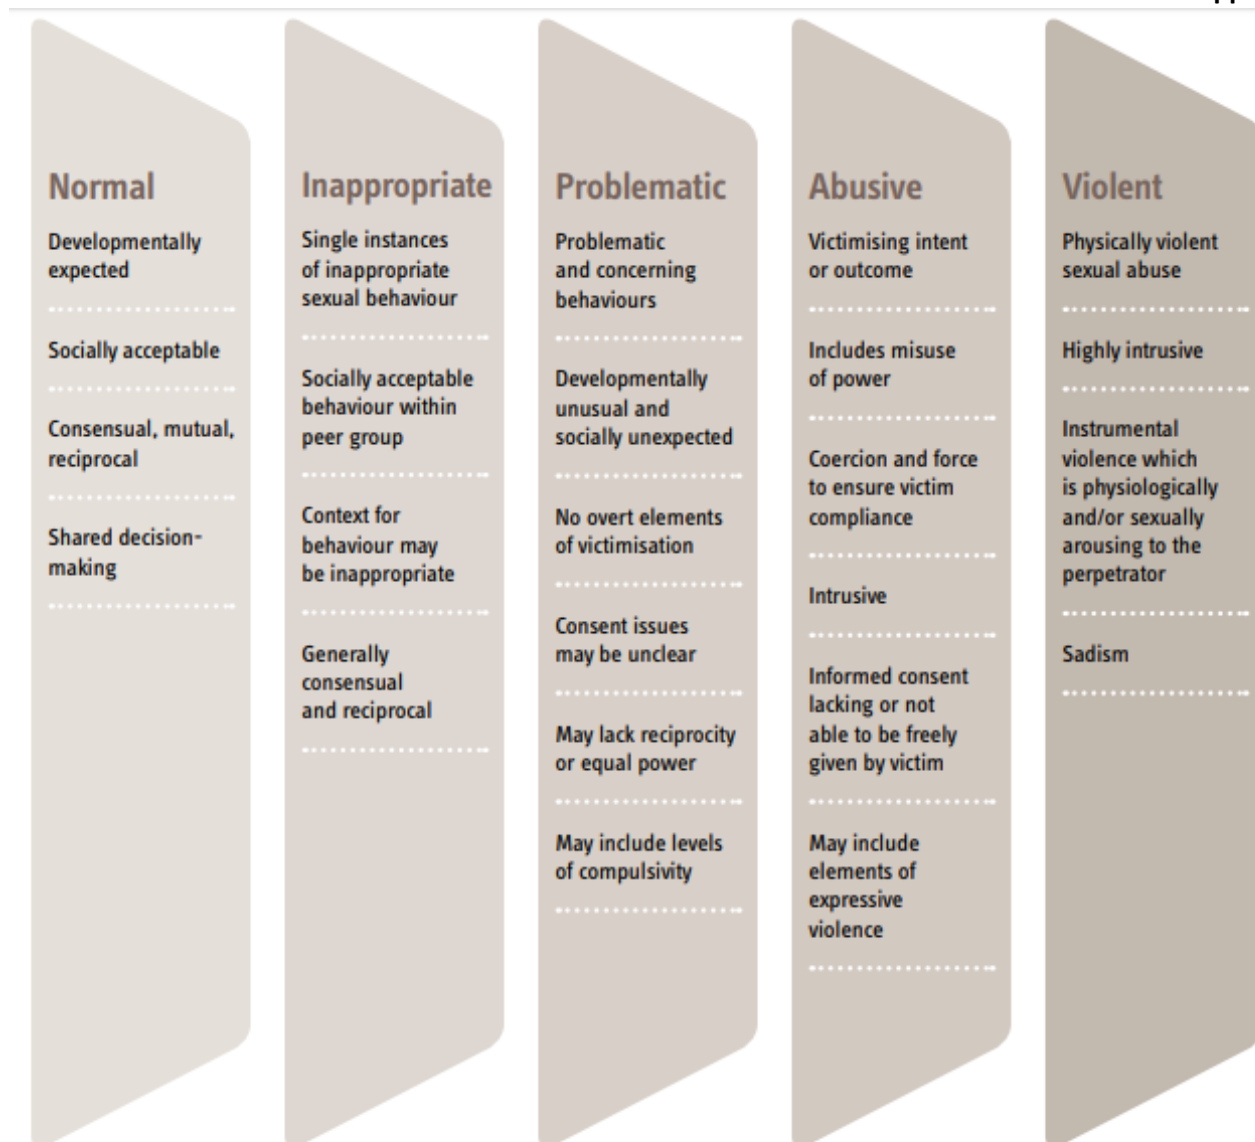 Normal
Developmentally
expected
Socially acceptable
Consensual, mutual,
reciprocal
Shared decision-
making
Inappropriate
Single instances
of inappropriate
sexual behaviour
Socially acceptable
behaviour within
peer group
Context for
behaviour may
be inappropriate
Generally
consensual
and reciprocal
Problematic
Problematic
and concerning
behaviours
Developmentally
unusual and
socially unexpected
No overt elements
of victimisation
Consent issues
may be unclear
May lack reciprocity
or equal power
May include levels
of compulsivity
Abusive
Victimising intent
or outcome
Includes misuse
of power
Coercion and force
to ensure victim
compliance
Intrusive
Informed consent
lacking or not
able to be freely
given by victim
May include
elements of
expressive
violence
Violent
Physically violent
sexual abuse
Highly intrusive
Instrumental
violence which
is physiologically
and/or sexually
arousing to the
perpetrator
Sadism